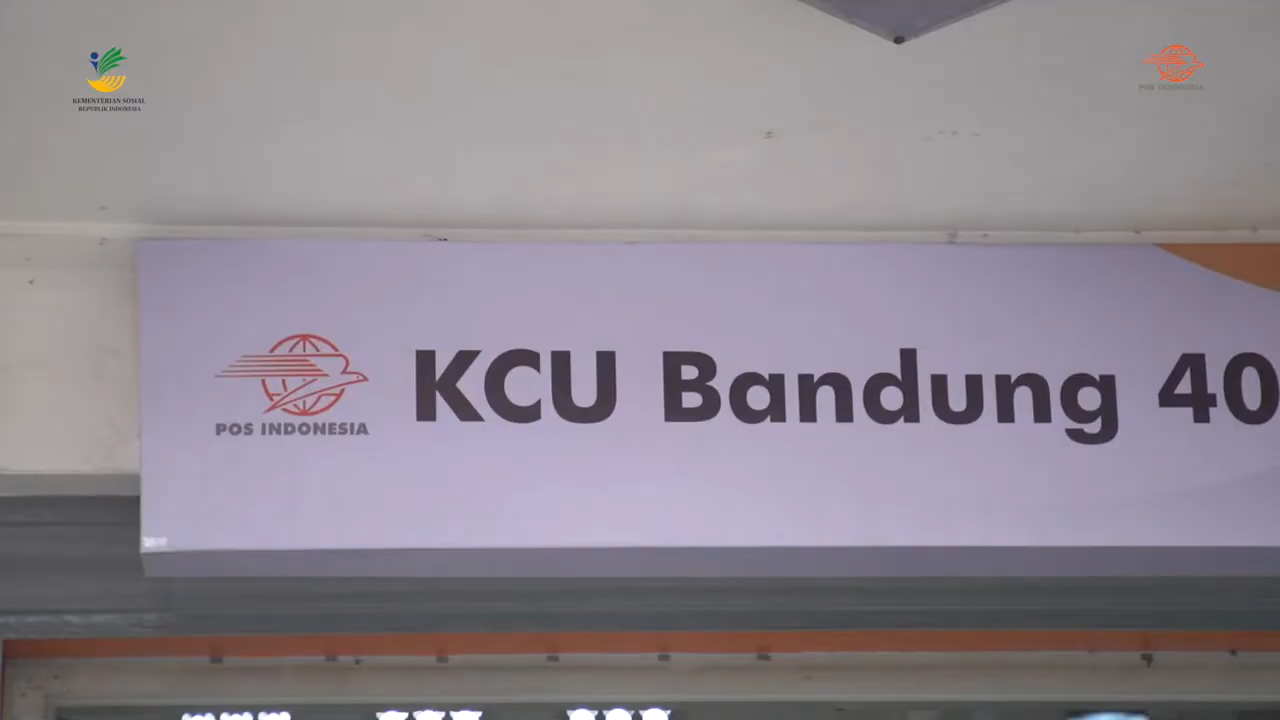 KEMENTERIAN SOSIAL
REPUBLIK INDONESIA
POS INDONESIA
POS INDONESIA
KCU Bandung 40